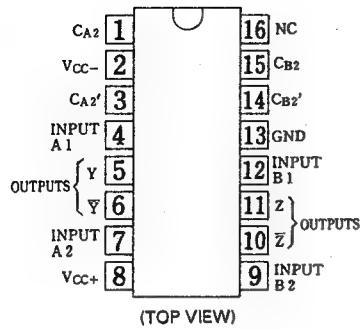 CA2 1 16 NC
VCC- 2 15 CB2
CA2' 3 14 CB2'
INPUT A1 4 13 GND
OUTPUTS Y 5 12 INPUT B1
Y̅ 6 11 Z OUTPUTS
INPUT A2 7 10 Z̅
VCC+ 8 9 INPUT B2
(TOP VIEW)